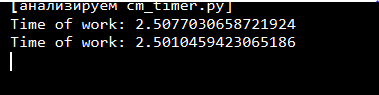 [анализируем cm_timer.py]
Time of work: 2.5077030658721924
Time of work: 2.5010459423065186